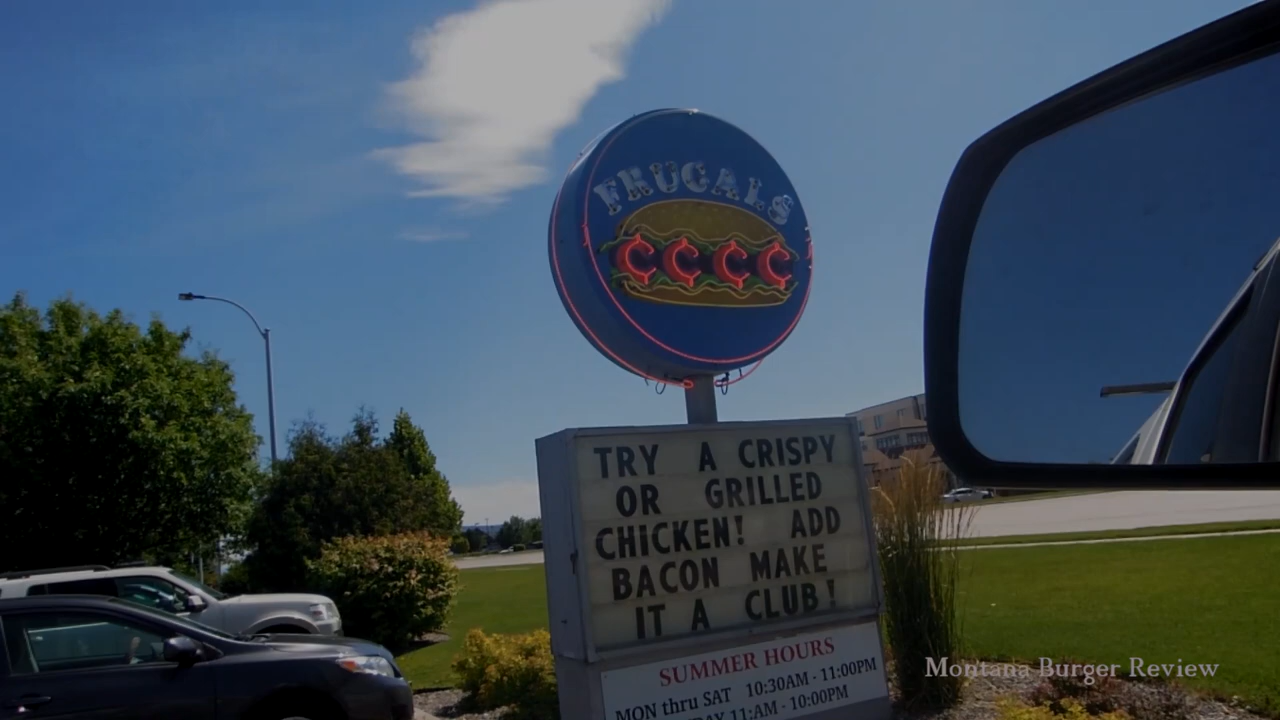 FRUGALS
¢¢¢¢
TRY A CRISPY
OR GRILLED
CHICKEN! ADD
BACON MAKE
IT A CLUB!
SUMMER HOURS
MON thru SAT 10:30AM - 11:00PM
11:AM - 10:00PM
Montana Burger Review